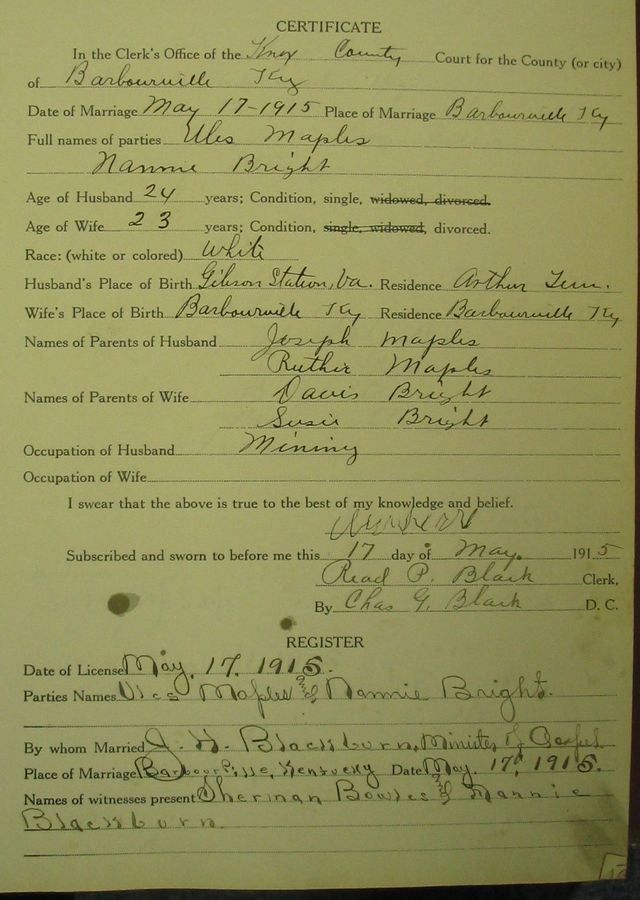 CERTIFICATE
In the Clerk's Office of the Knox County Court for the County (or city)
of Barbourville Ky
Date of Marriage May 17-1915 Place of Marriage Barbourville Ky
Full names of parties Ules Maples
Nannie Bright
Age of Husband 24 years; Condition, single, widowed, divorced.
Age of Wife 23 years; Condition, single, widowed, divorced.
Race: (white or colored) White
Husband's Place of Birth Gibson Station, Va. Residence Arthur Tenn.
Wife's Place of Birth Barbourville Ky Residence Barbourville Ky
Names of Parents of Husband Joseph Maples
Ruthie Maples
Names of Parents of Wife Davis Bright
Susie Bright
Occupation of Husband Mining
Occupation of Wife
I swear that the above is true to the best of my knowledge and belief.
Subscribed and sworn to before me this 17 day of May. 1915
Read P. Black Clerk,
By Chas G. Black D. C.
REGISTER
Date of License May, 17, 1915.
Parties Names Ules Maples & Nannie Bright.
By whom Married J. H. Blackburn, Minister of Gospel
Place of Marriage Barbourville, Kentucky Date May. 17, 1915.
Names of witnesses present Sherman Bowles & Nannie
Blackburn.